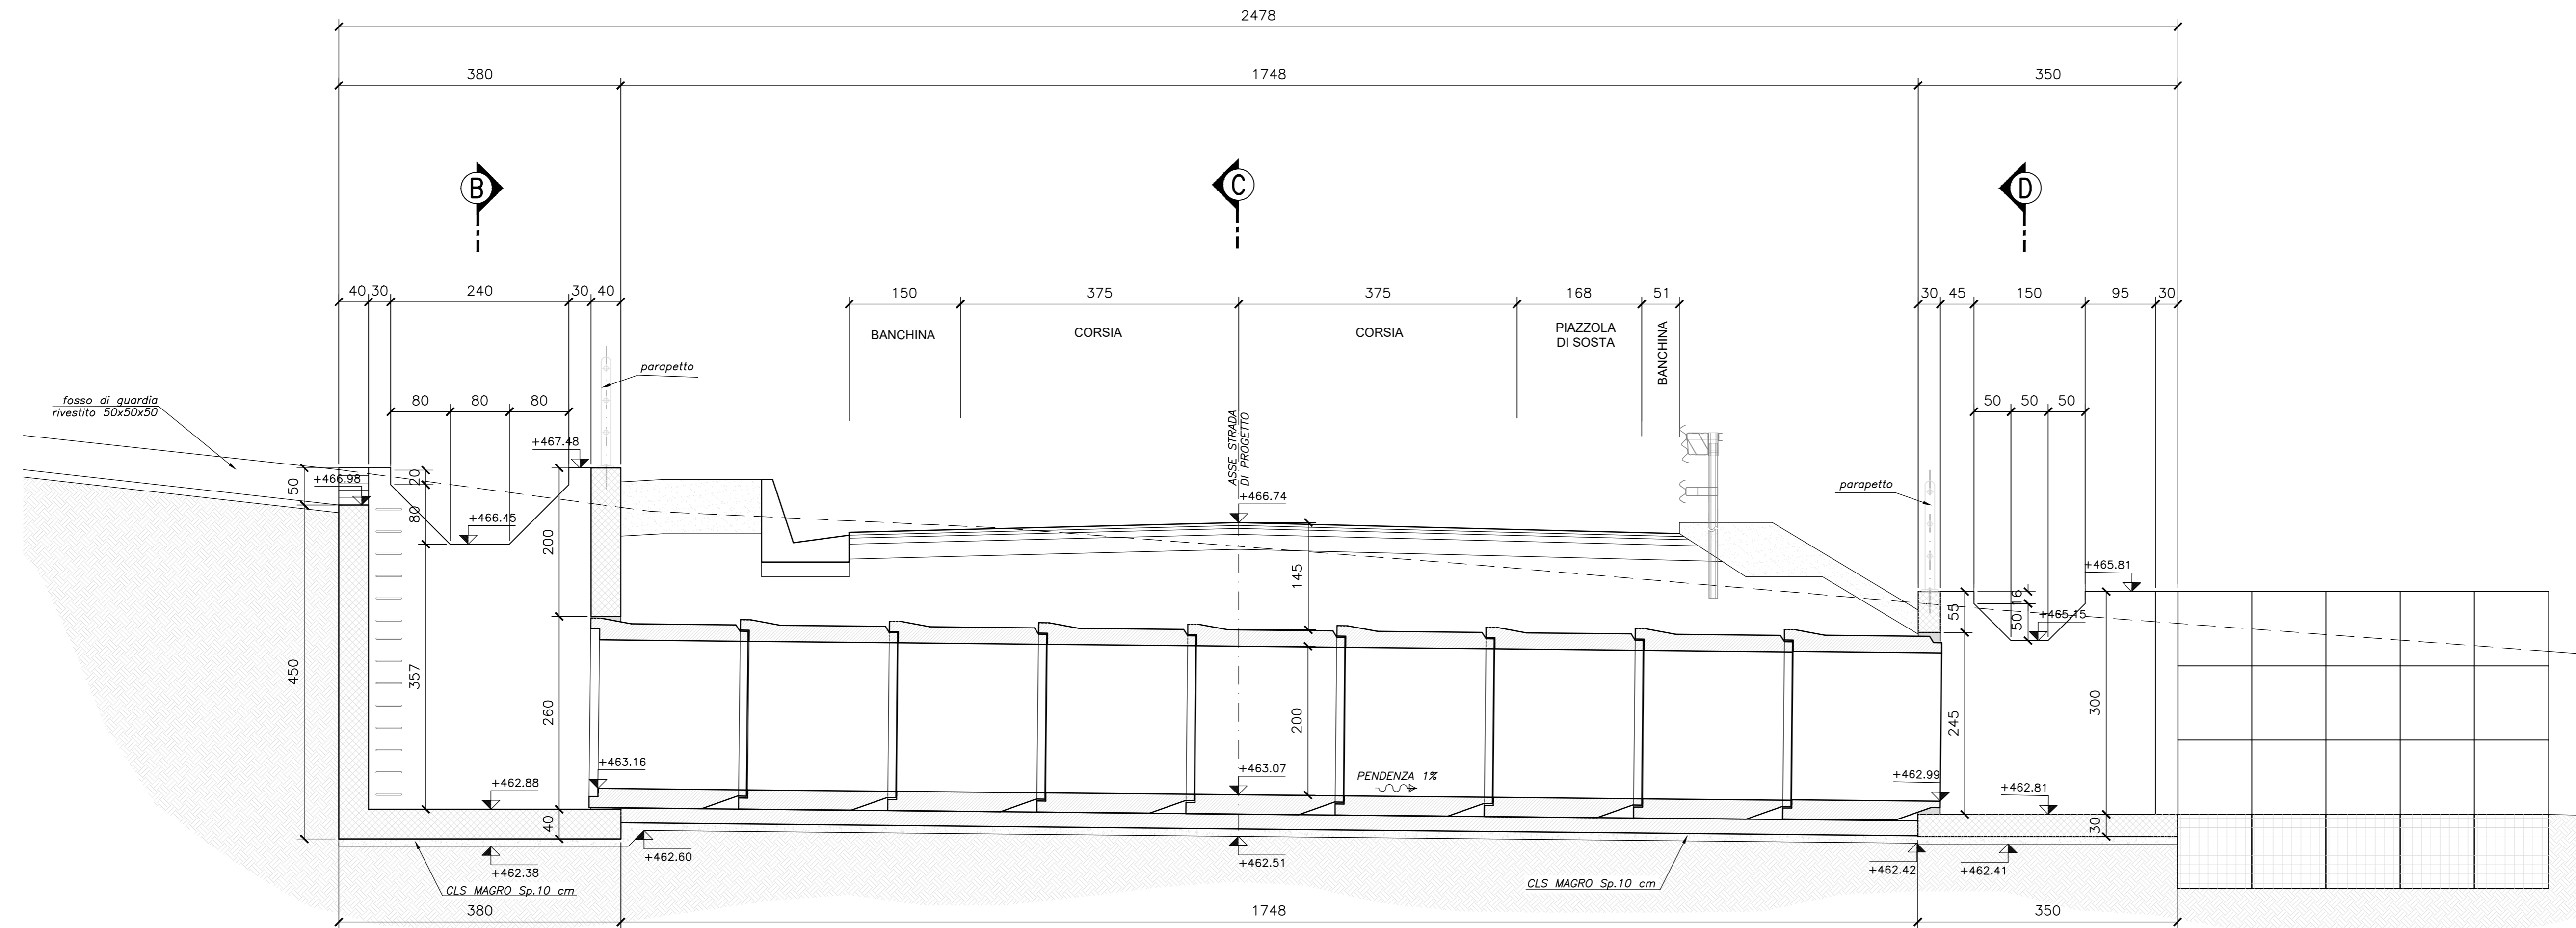 2478
380 1748 350
B C D
40 30 240 30 40 150 375 375 168 51 30 45 150 95 30
BANCHINA CORSIA CORSIA PIAZZOLA DI SOSTA BANCHINA
parapetto
fosso di guardia
rivestito 50x50x50
80 80 80
50 50 50
ASSE STRADA
DI PROGETTO
+467.48
+466.98
50 20 80
+466.45
+466.74
parapetto
+465.81
200
145
55 16 50
+465.15
450 357 260
200
245 300
+463.16
+463.07
PENDENZA 1%
+462.99
+462.88
+462.81
40
30
+462.60
+462.51
+462.42
+462.41
+462.38
CLS MAGRO Sp.10 cm
CLS MAGRO Sp.10 cm
380 1748 350